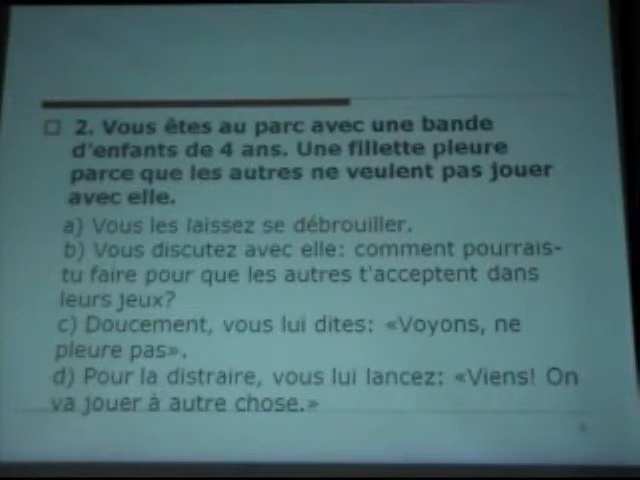 2. Vous êtes au parc avec une bande
d'enfants de 4 ans. Une fillette pleure
parce que les autres ne veulent pas jouer
avec elle.
a) Vous les laissez se débrouiller.
b) Vous discutez avec elle: comment pourrais-
tu faire pour que les autres t'acceptent dans
leurs jeux?
c) Doucement, vous lui dites: «Voyons, ne
pleure pas».
d) Pour la distraire, vous lui lancez: «Viens! On
va jouer à autre chose.»